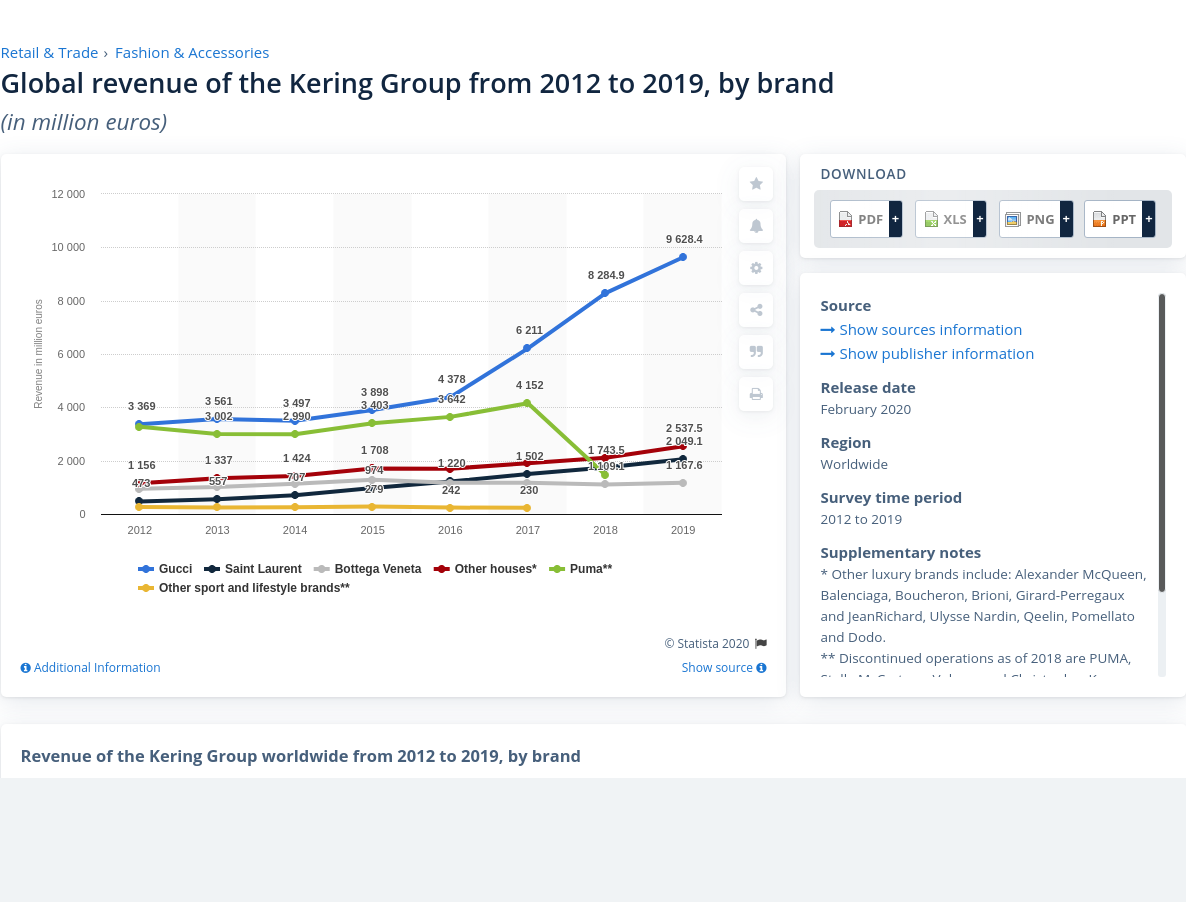 Retail & Trade › Fashion & Accessories
Global revenue of the Kering Group from 2012 to 2019, by brand
(in million euros)
DOWNLOAD
PDF +
XLS +
PNG +
PPT +
Revenue in million euros
12 000
10 000
8 000
6 000
4 000
2 000
0
9 628.4
8 284.9
6 211
4 378
4 152
3 898
3 369
3 561
3 497
3 403
3 642
3 002
2 990
2 537.5
2 049.1
1 708
1 743.5
1 156
1 337
1 424
1 220
1 502
1 109.1
1 167.6
473
557
707
974
279
242
230
2012 2013 2014 2015 2016 2017 2018 2019
Gucci Saint Laurent Bottega Veneta Other houses* Puma**
Other sport and lifestyle brands**
© Statista 2020
Additional Information
Show source
Source
Show sources information
Show publisher information
Release date
February 2020
Region
Worldwide
Survey time period
2012 to 2019
Supplementary notes
* Other luxury brands include: Alexander McQueen,
Balenciaga, Boucheron, Brioni, Girard-Perregaux
and JeanRichard, Ulysse Nardin, Qeelin, Pomellato
and Dodo.
** Discontinued operations as of 2018 are PUMA,
Revenue of the Kering Group worldwide from 2012 to 2019, by brand